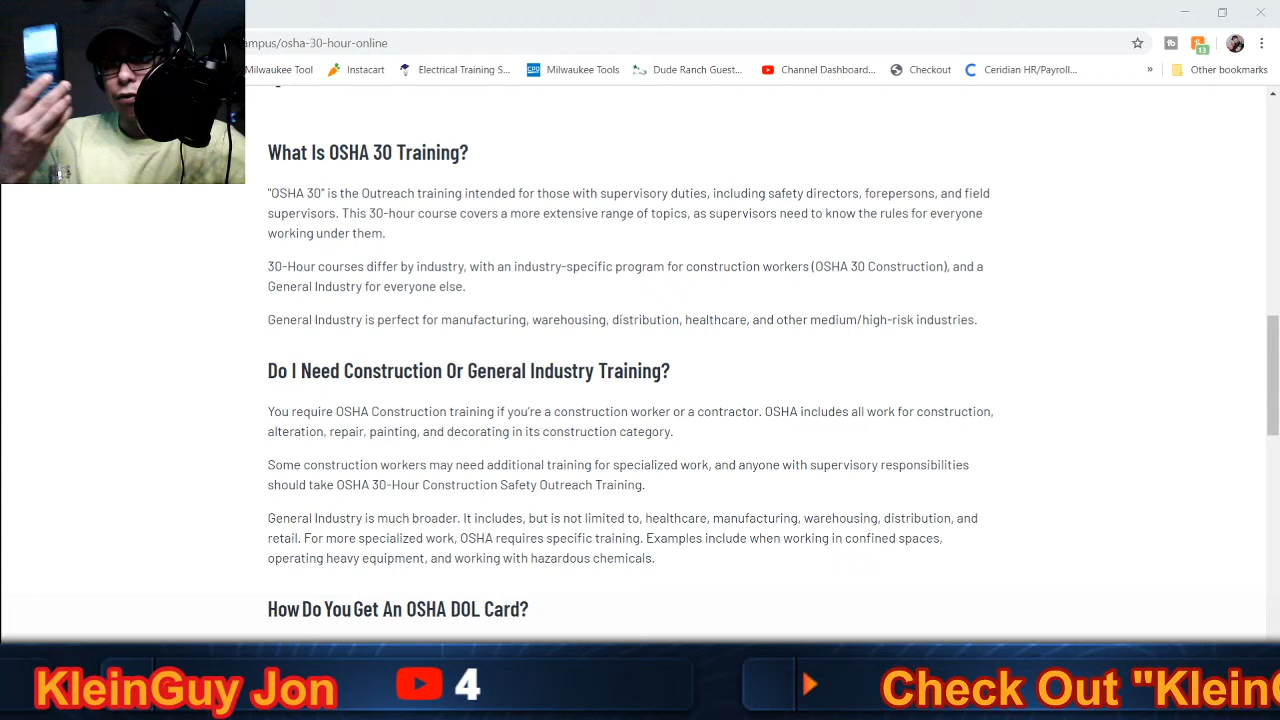 ampus/osha-30-hour-online
13
Milwaukee Tool
Instacart
Electrical Training S...
CPO
Milwaukee Tools
Dude Ranch Guest...
Channel Dashboard...
Checkout
Ceridian HR/Payroll...
»
Other bookmarks
What Is OSHA 30 Training?
"OSHA 30" is the Outreach training intended for those with supervisory duties, including safety directors, forepersons, and field
supervisors. This 30-hour course covers a more extensive range of topics, as supervisors need to know the rules for everyone
working under them.
30-Hour courses differ by industry, with an industry-specific program for construction workers (OSHA 30 Construction), and a
General Industry for everyone else.
General Industry is perfect for manufacturing, warehousing, distribution, healthcare, and other medium/high-risk industries.
Do I Need Construction Or General Industry Training?
You require OSHA Construction training if you're a construction worker or a contractor. OSHA includes all work for construction,
alteration, repair, painting, and decorating in its construction category.
Some construction workers may need additional training for specialized work, and anyone with supervisory responsibilities
should take OSHA 30-Hour Construction Safety Outreach Training.
General Industry is much broader. It includes, but is not limited to, healthcare, manufacturing, warehousing, distribution, and
retail. For more specialized work, OSHA requires specific training. Examples include when working in confined spaces,
operating heavy equipment, and working with hazardous chemicals.
How Do You Get An OSHA DOL Card?
KleinGuy Jon
4
Check Out "KleinG